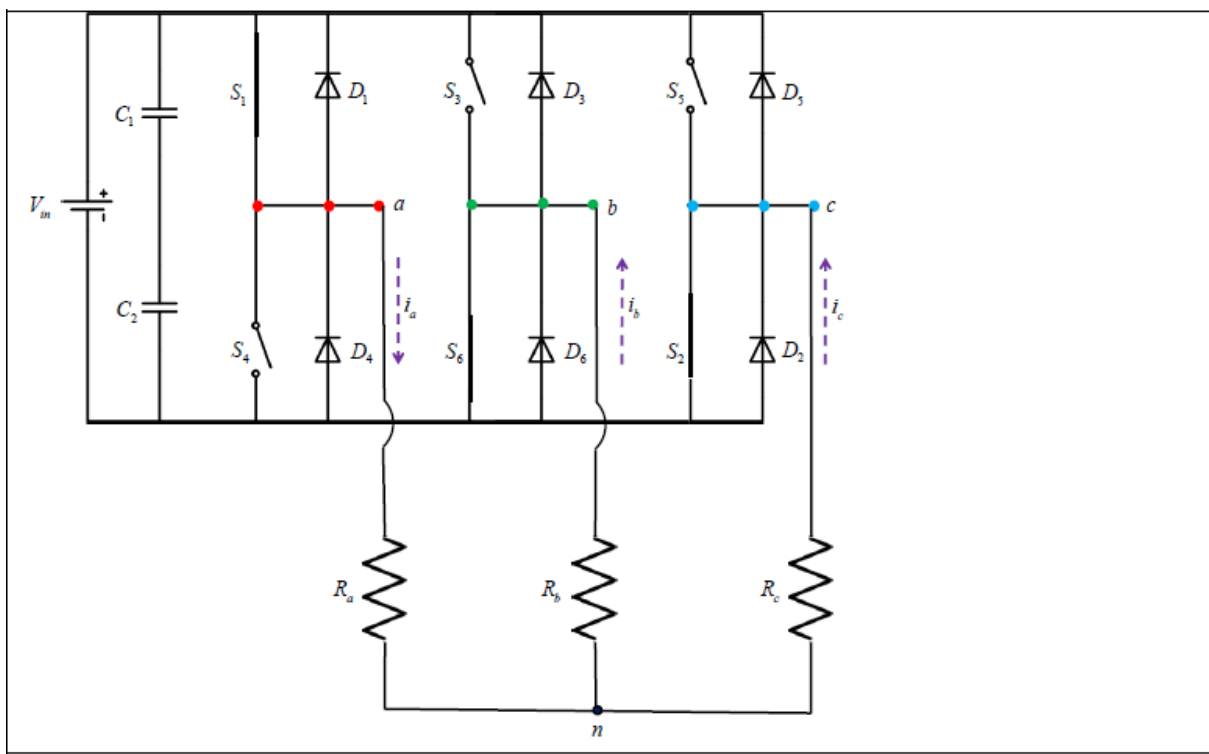 S1 D1 S3 D3 S5 D5
C1
Vin + - a b c
C2 ia ib ic
S4 D4 S6 D6 S2 D2
Ra Rb Rc
n